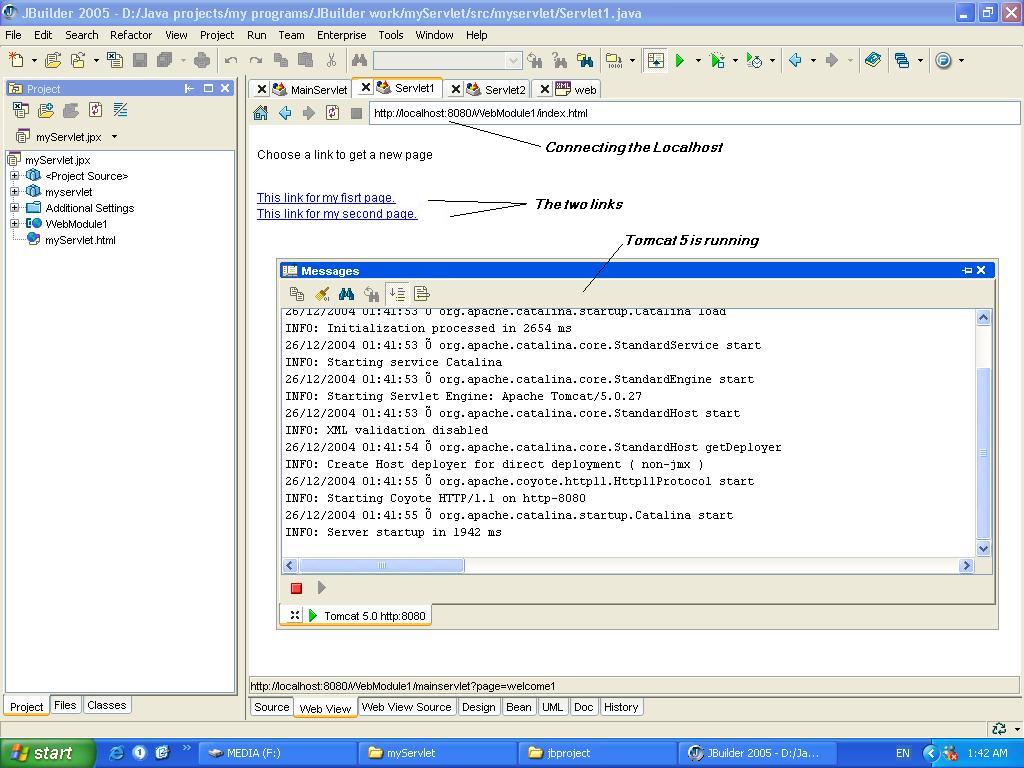 JBuilder 2005 - D:/Java projects/my programs/JBuilder work/myServlet/src/myservlet/Servlet1.java
File Edit Search Refactor View Project Run Team Enterprise Tools Window Help
Project
myServlet.jpx
myServlet.jpx
<Project Source>
myservlet
Additional Settings
WebModule1
myServlet.html
Project Files Classes
MainServlet Servlet1 Servlet2 web
http://localhost:8080/WebModule1/index.html
Connecting the Localhost
Choose a link to get a new page
This link for my fisrt page.
This link for my second page.
The two links
Tomcat 5 is running
Messages
26/12/2004 01:41:53 Õ org.apache.catalina.startup.Catalina load
INFO: Initialization processed in 2654 ms
26/12/2004 01:41:53 Õ org.apache.catalina.core.StandardService start
INFO: Starting service Catalina
26/12/2004 01:41:53 Õ org.apache.catalina.core.StandardEngine start
INFO: Starting Servlet Engine: Apache Tomcat/5.0.27
26/12/2004 01:41:53 Õ org.apache.catalina.core.StandardHost start
INFO: XML validation disabled
26/12/2004 01:41:54 Õ org.apache.catalina.core.StandardHost getDeployer
INFO: Create Host deployer for direct deployment ( non-jmx )
26/12/2004 01:41:55 Õ org.apache.coyote.http11.Http11Protocol start
INFO: Starting Coyote HTTP/1.1 on http-8080
26/12/2004 01:41:55 Õ org.apache.catalina.startup.Catalina start
INFO: Server startup in 1942 ms
Tomcat 5.0 http:8080
http://localhost:8080/WebModule1/mainservlet?page=welcome1
Source Web View Web View Source Design Bean UML Doc History
start MEDIA (F:) myServlet jbproject JBuilder 2005 - D:/Ja... EN 1:42 AM